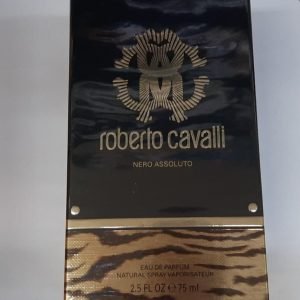 roberto cavalli
NERO ASSOLUTO
EAU DE PARFUM
NATURAL SPRAY VAPORISATEUR
2.5 FL OZ ℮ 75 ml